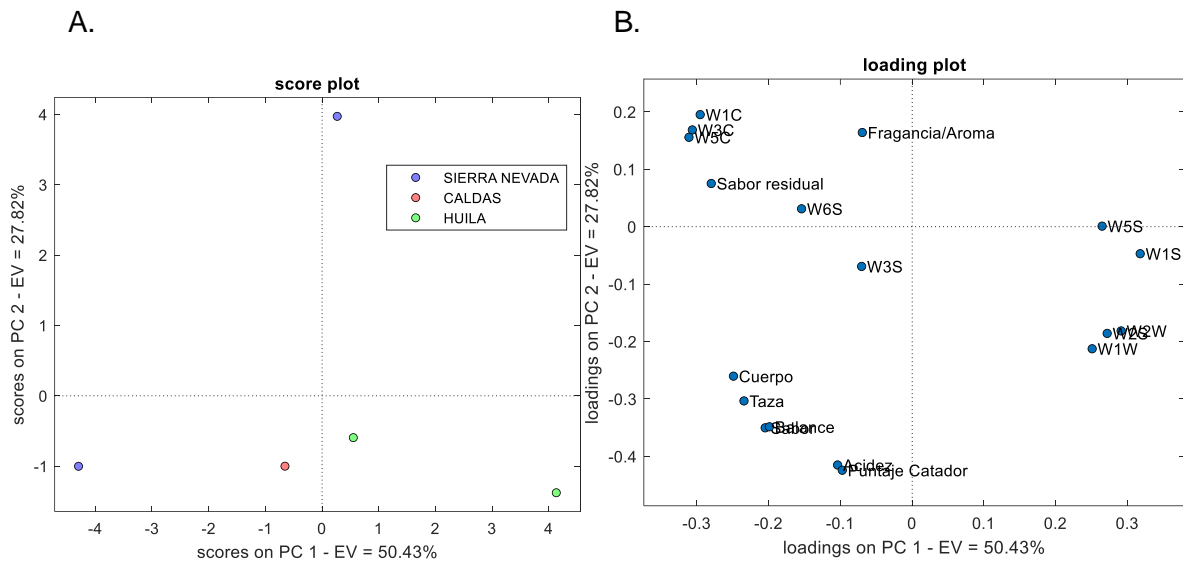 A.
B.
score plot
4
3
2
1
0
-1
-4
-3
-2
-1
0
1
2
3
4
scores on PC 1 - EV = 50.43%
scores on PC 2 - EV = 27.82%
SIERRA NEVADA
CALDAS
HUILA
loading plot
0.2
0.1
0
-0.1
-0.2
-0.3
-0.4
-0.3
-0.2
-0.1
0
0.1
0.2
0.3
loadings on PC 1 - EV = 50.43%
loadings on PC 2 - EV = 27.82%
W1C
W3C
W5C
Fragancia/Aroma
Sabor residual
W6S
W5S
W3S
W1S
W2W
W2S
W1W
Cuerpo
Taza
Sabor
Balance
Acidez
Puntaje Catador